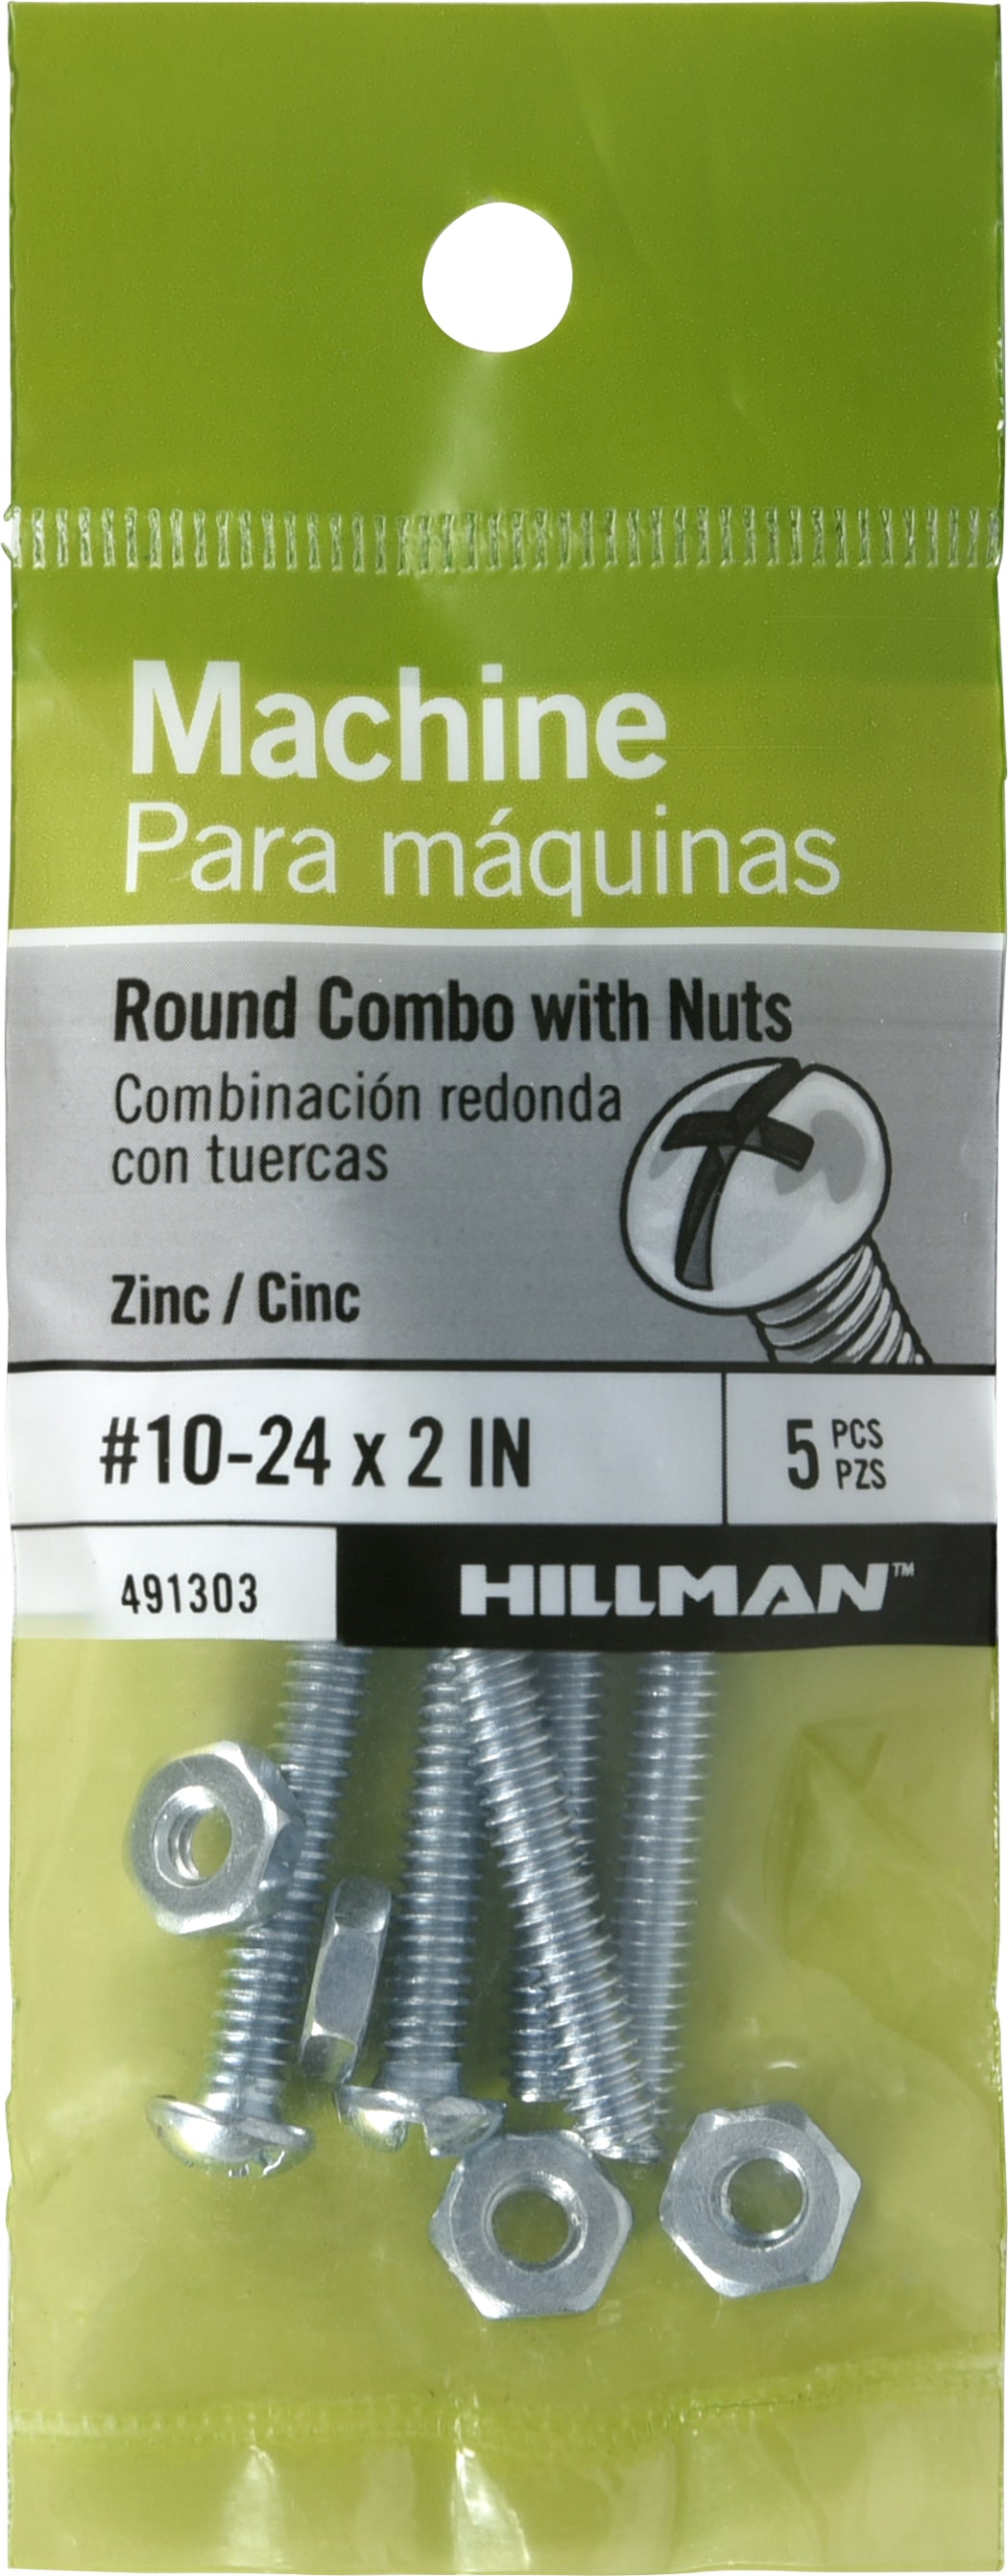 Machine
Para máquinas
Round Combo with Nuts
Combinación redonda
con tuercas
Zinc / Cinc
#10-24 x 2 IN
5 PCS
PZS
491303
HILLMAN™